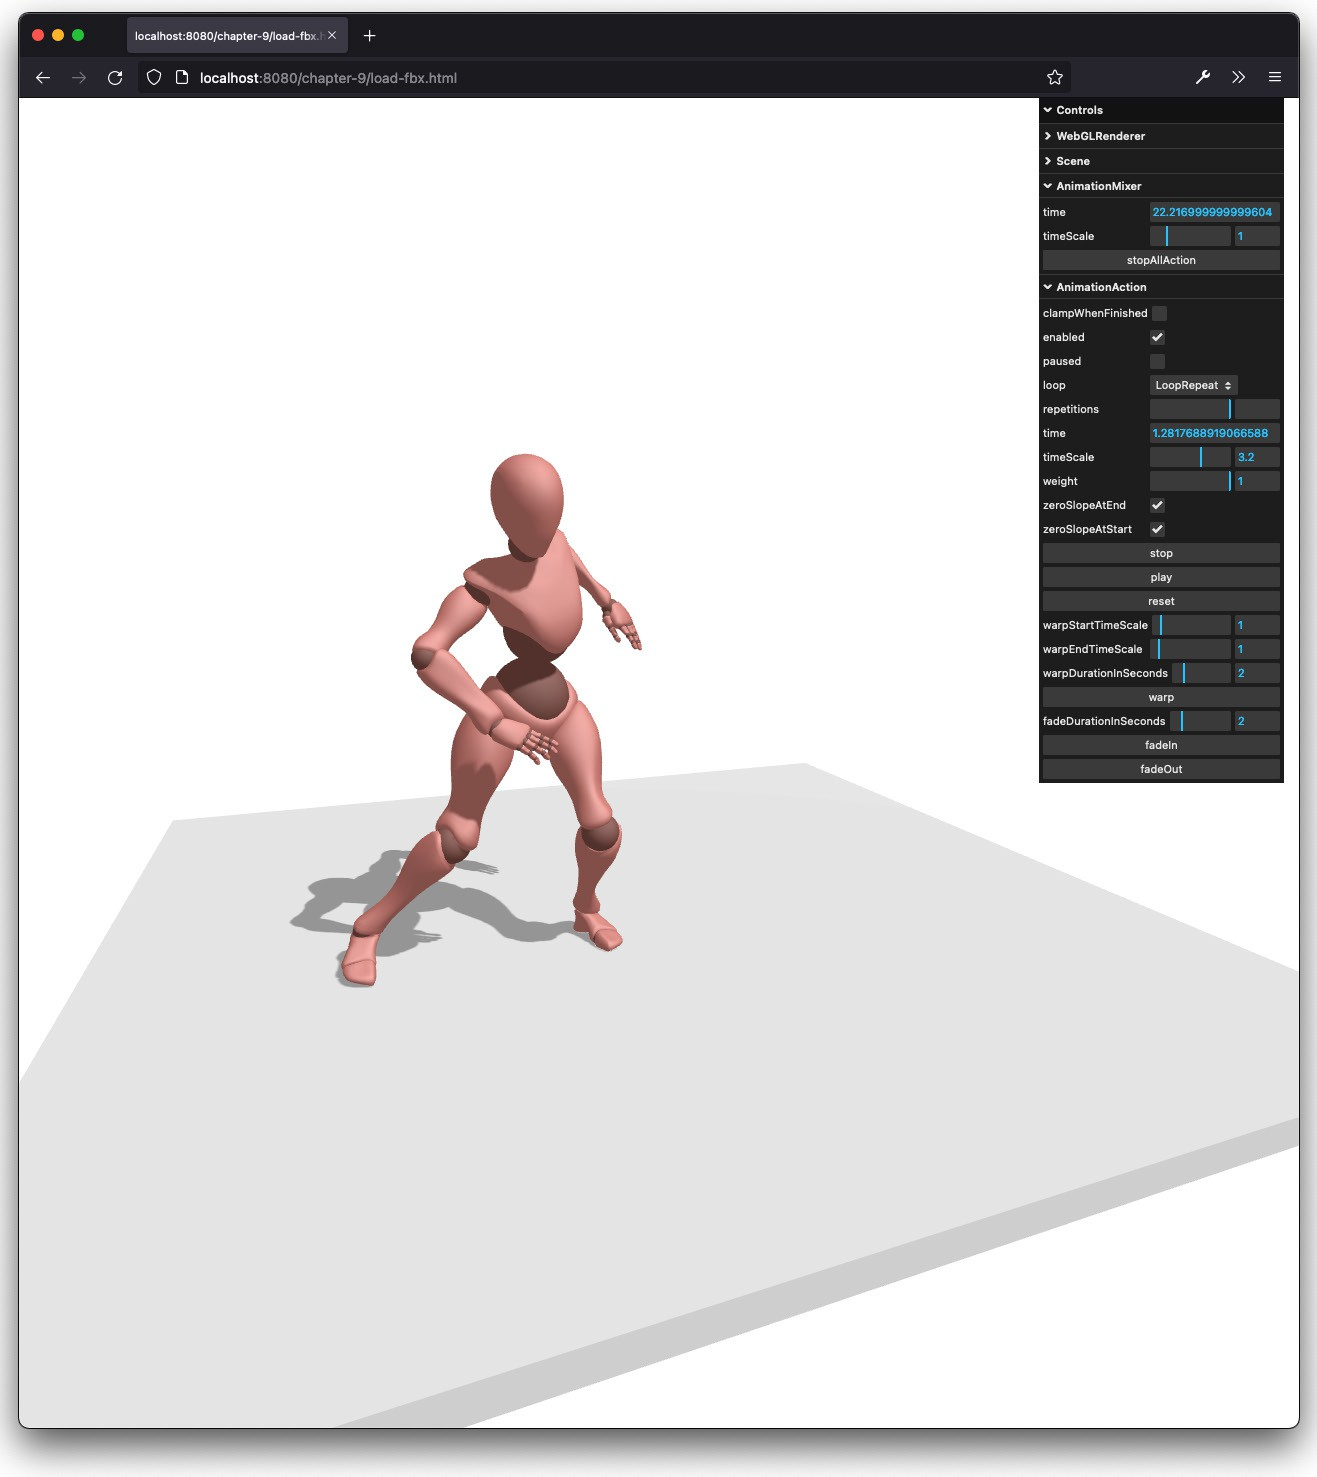 localhost:8080/chapter-9/load-fbx.h
localhost:8080/chapter-9/load-fbx.html
Controls
WebGLRenderer
Scene
AnimationMixer
time 22.216999999999604
timeScale 1
stopAllAction
AnimationAction
clampWhenFinished
enabled
paused
loop LoopRepeat
repetitions
time 1.2817688919066588
timeScale 3.2
weight 1
zeroSlopeAtEnd
zeroSlopeAtStart
stop
play
reset
warpStartTimeScale 1
warpEndTimeScale 1
warpDurationInSeconds 2
warp
fadeDurationInSeconds 2
fadeIn
fadeOut